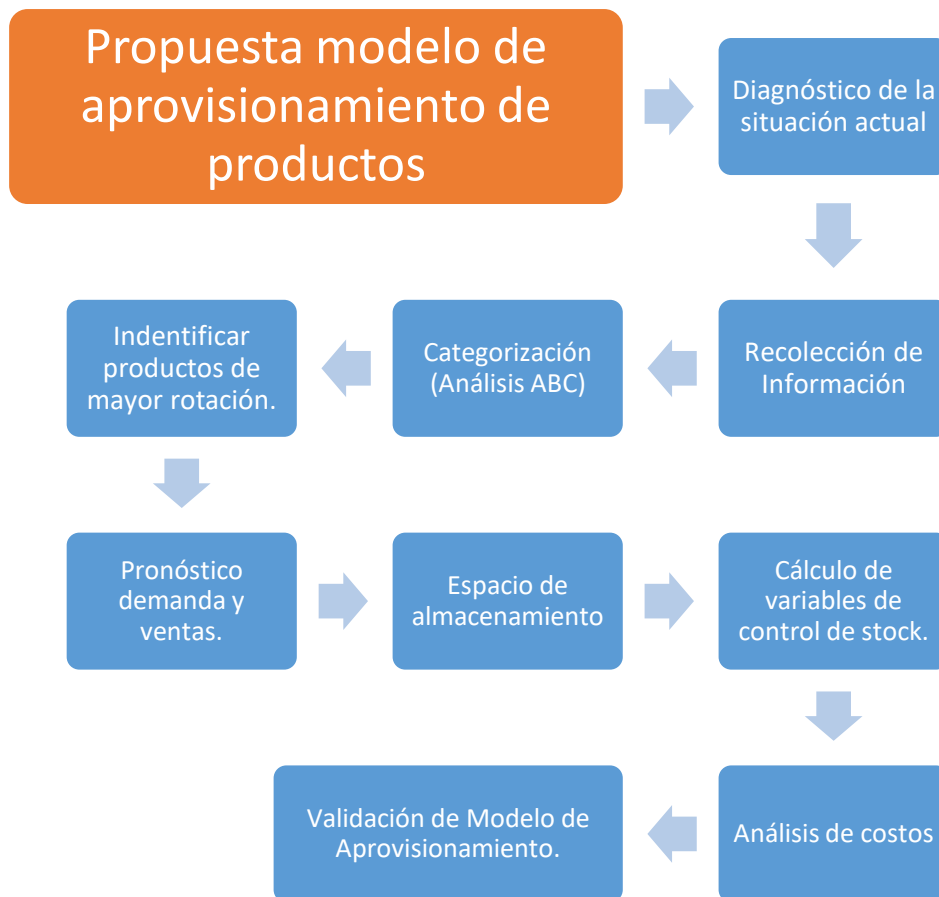 Propuesta modelo de
aprovisionamiento de
productos
Diagnóstico de la
situación actual
Recolección de
Información
Categorización
(Análisis ABC)
Indentificar
productos de
mayor rotación.
Pronóstico
demanda y
ventas.
Espacio de
almacenamiento
Cálculo de
variables de
control de stock.
Análisis de costos
Validación de Modelo de
Aprovisionamiento.